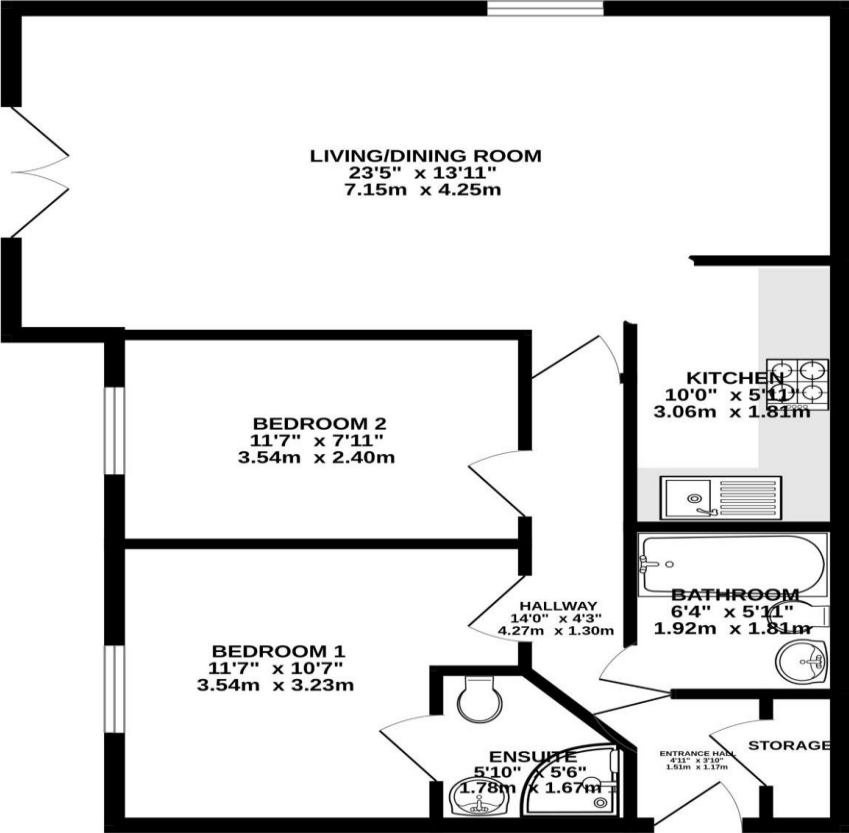 LIVING/DINING ROOM
23'5" x 13'11"
7.15m x 4.25m
KITCHEN
10'0" x 5'11"
3.06m x 1.81m
BEDROOM 2
11'7" x 7'11"
3.54m x 2.40m
HALLWAY
14'0" x 4'3"
4.27m x 1.30m
BATHROOM
6'4" x 5'11"
1.92m x 1.81m
BEDROOM 1
11'7" x 10'7"
3.54m x 3.23m
ENSUITE
5'10" x 5'6"
1.78m x 1.67m
ENTRANCE HALL
4'11" x 3'10"
1.51m x 1.17m
STORAGE